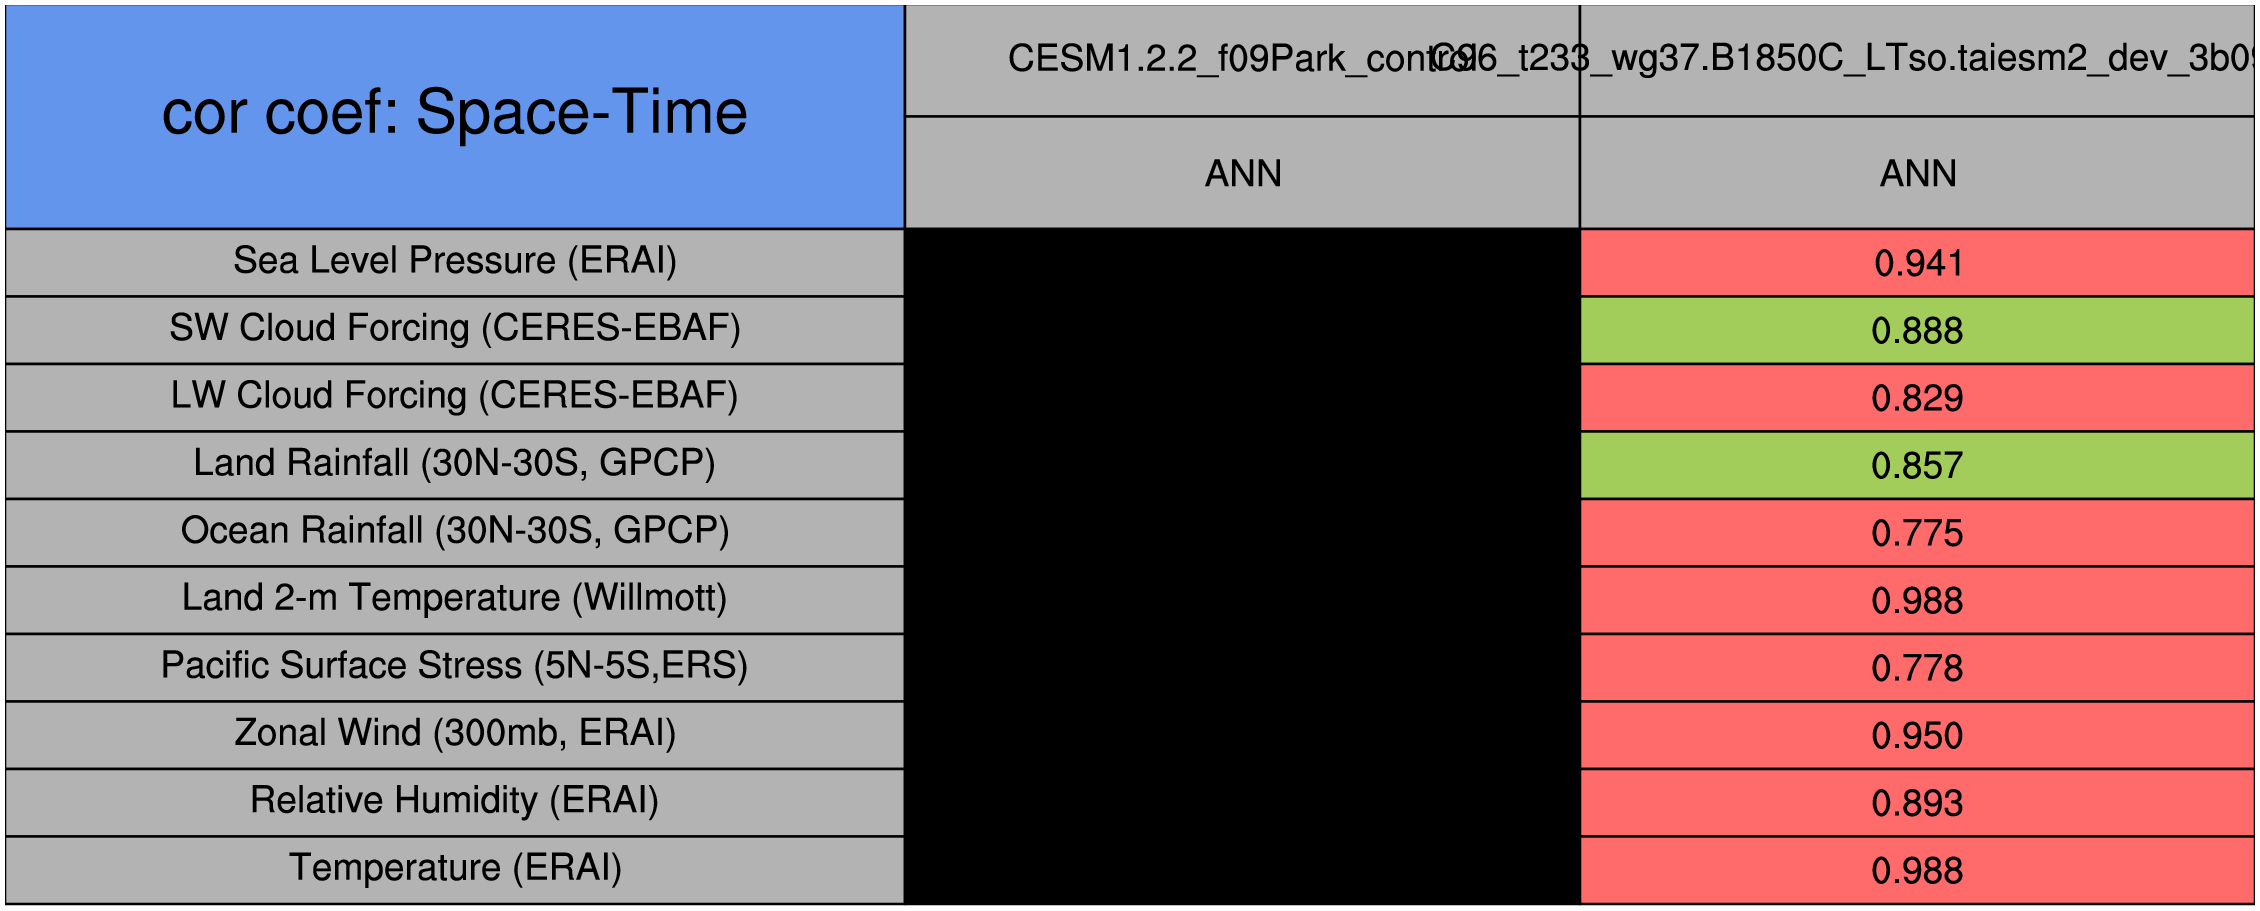 cor coef: Space-Time
CESM1.2.2_f09Park_control
C96_t233_wg37.B1850C_LTso.taiesm2_dev_3b09
ANN
ANN
Sea Level Pressure (ERAI)
0.941
SW Cloud Forcing (CERES-EBAF)
0.888
LW Cloud Forcing (CERES-EBAF)
0.829
Land Rainfall (30N-30S, GPCP)
0.857
Ocean Rainfall (30N-30S, GPCP)
0.775
Land 2-m Temperature (Willmott)
0.988
Pacific Surface Stress (5N-5S,ERS)
0.778
Zonal Wind (300mb, ERAI)
0.950
Relative Humidity (ERAI)
0.893
Temperature (ERAI)
0.988